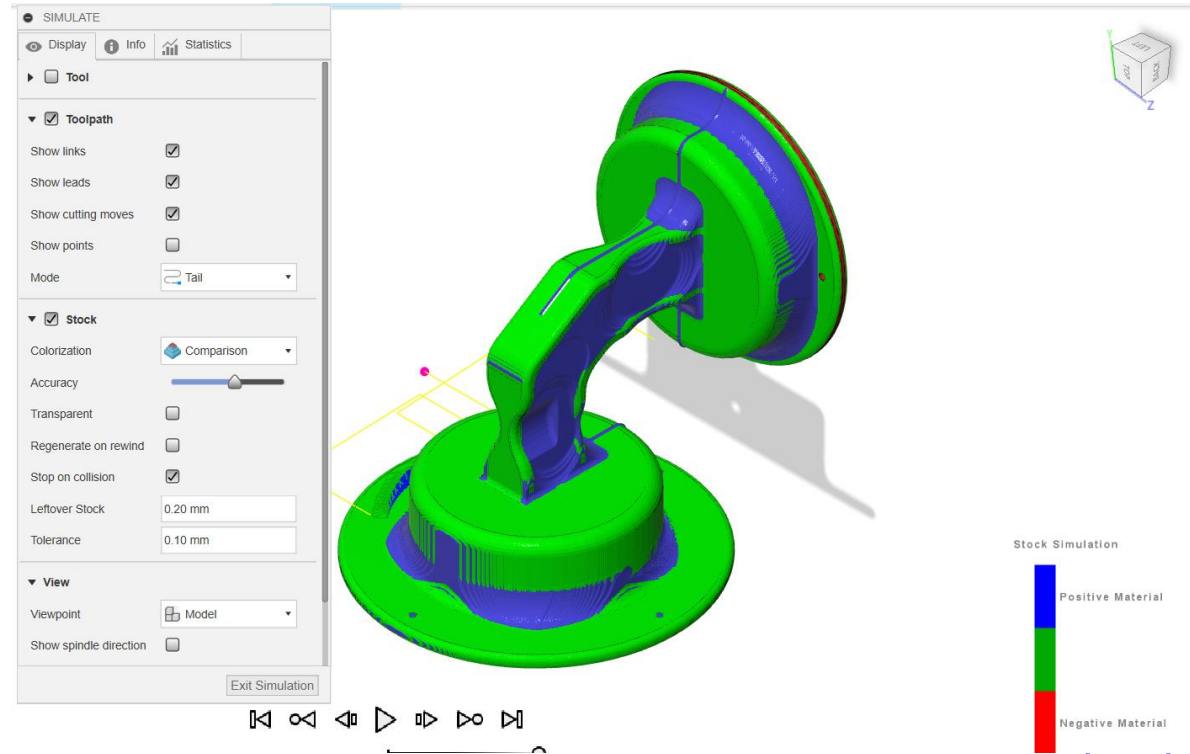 SIMULATE
Display Info Statistics
Tool
Toolpath
Show links
Show leads
Show cutting moves
Show points
Mode Tail
Stock
Colorization Comparison
Accuracy
Transparent
Regenerate on rewind
Stop on collision
Leftover Stock 0.20 mm
Tolerance 0.10 mm
View
Viewpoint Model
Show spindle direction
Exit Simulation
Y
LEFT
TOP
BACK
Z
Stock Simulation
Positive Material
Negative Material